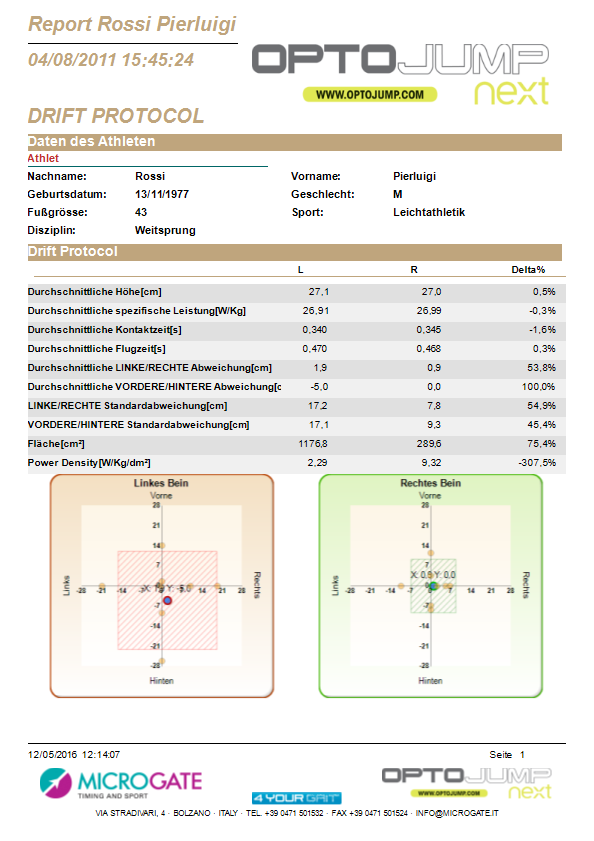 Report Rossi Pierluigi
04/08/2011 15;45:24
OPTOJUMP
next
WWW.OPTOJUMP.COM
DRIFT PROTOCOL
Daten des Athleten
Athlet
Nachname: Rossi Vorname: Pierluigi
Geburtsdatum: 13/11/1977 Geschlecht: M
Fußgrösse: 43 Sport: Leichtathletik
Disziplin: Weitsprung
Drift Protocol
L R Delta%
Durchschnittliche Höhe[cm] 27,1 27,0 0,5%
Durchschnittliche spezifische Leistung[W/Kg] 26,91 26,99 -0,3%
Durchschnittliche Kontaktzeit[s] 0,340 0,345 -1,6%
Durchschnittliche Flugzeit[s] 0,470 0,468 0,3%
Durchschnittliche LINKE/RECHTE Abweichung[cm] 1,9 0,9 53,8%
Durchschnittliche VORDERE/HINTERE Abweichung[c -5,0 0,0 100,0%
LINKE/RECHTE Standardabweichung[cm] 17,2 7,8 54,9%
VORDERE/HINTERE Standardabweichung[cm] 17,1 9,3 45,4%
Fläche[cm²] 1176,8 289,6 75,4%
Power Density[W/Kg/dm²] 2,29 9,32 -307,5%
Linkes Bein
Vorne
28
21
14
7
Links
-28 -21 -14 14 21 28
Rechts
-7
-14
-21
-28
Hinten
Rechtes Bein
Vorne
28
21
14
7
X: 0,9 Y: 0,0
Links
-28 -21 -14 -7 7 14 21 28
Rechts
-7
-14
-21
-28
Hinten
12/05/2016 12:14:07 Seite 1
MICROGATE
TIMING AND SPORT
4 YOUR GAIT
OPTOJUMP
next
WWW.OPTOJUMP.COM
VIA STRADIVARI, 4 · BOLZANO · ITALY · TEL. +39 0471 501532 · FAX +39 0471 501524 · INFO@MICROGATE.IT